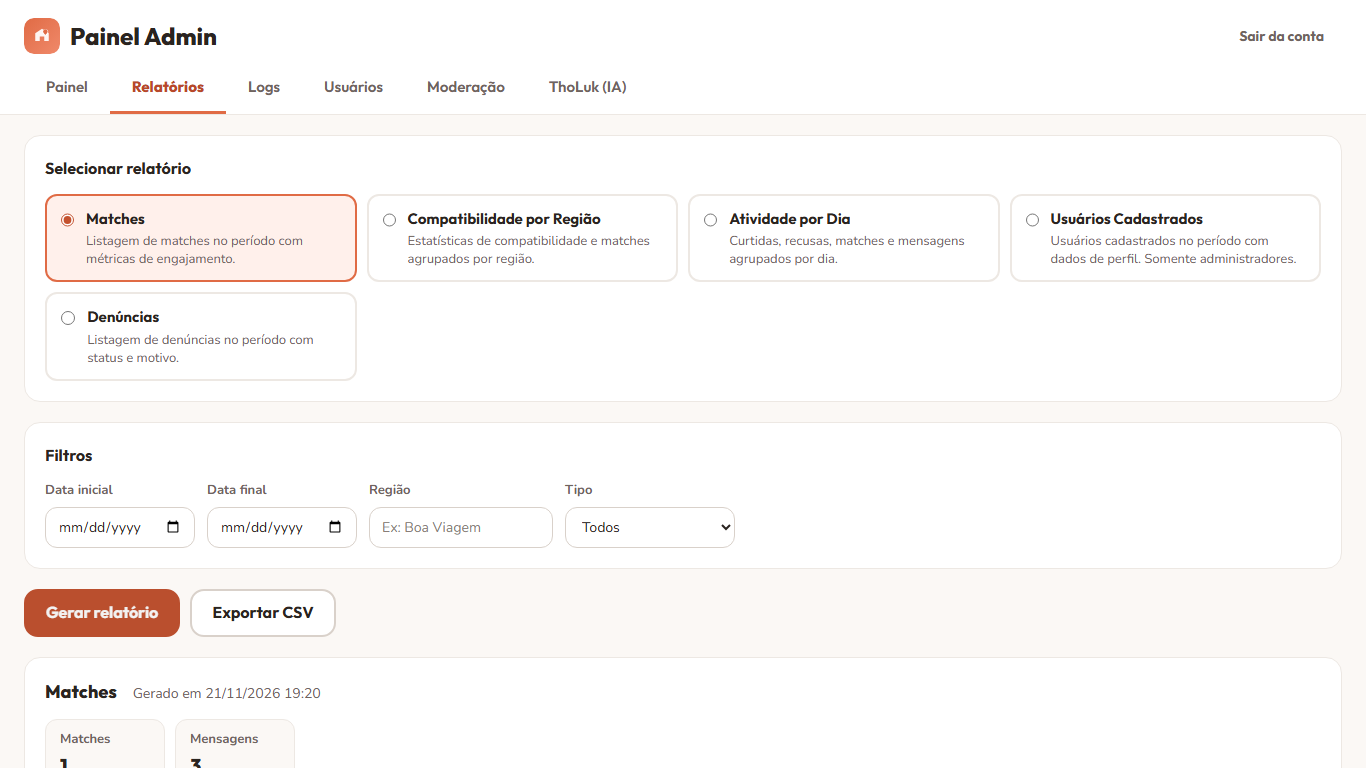 Painel Admin
Sair da conta
Painel
Relatórios
Logs
Usuários
Moderação
ThoLuk (IA)
Selecionar relatório
Matches
Listagem de matches no período com
métricas de engajamento.
Compatibilidade por Região
Estatísticas de compatibilidade e matches
agrupados por região.
Atividade por Dia
Curtidas, recusas, matches e mensagens
agrupados por dia.
Usuários Cadastrados
Usuários cadastrados no período com
dados de perfil. Somente administradores.
Denúncias
Listagem de denúncias no período com
status e motivo.
Filtros
Data inicial
Data final
Região
Tipo
mm/dd/yyyy
mm/dd/yyyy
Ex: Boa Viagem
Todos
Gerar relatório
Exportar CSV
Matches
Gerado em 21/11/2026 19:20
Matches
Mensagens
1
3